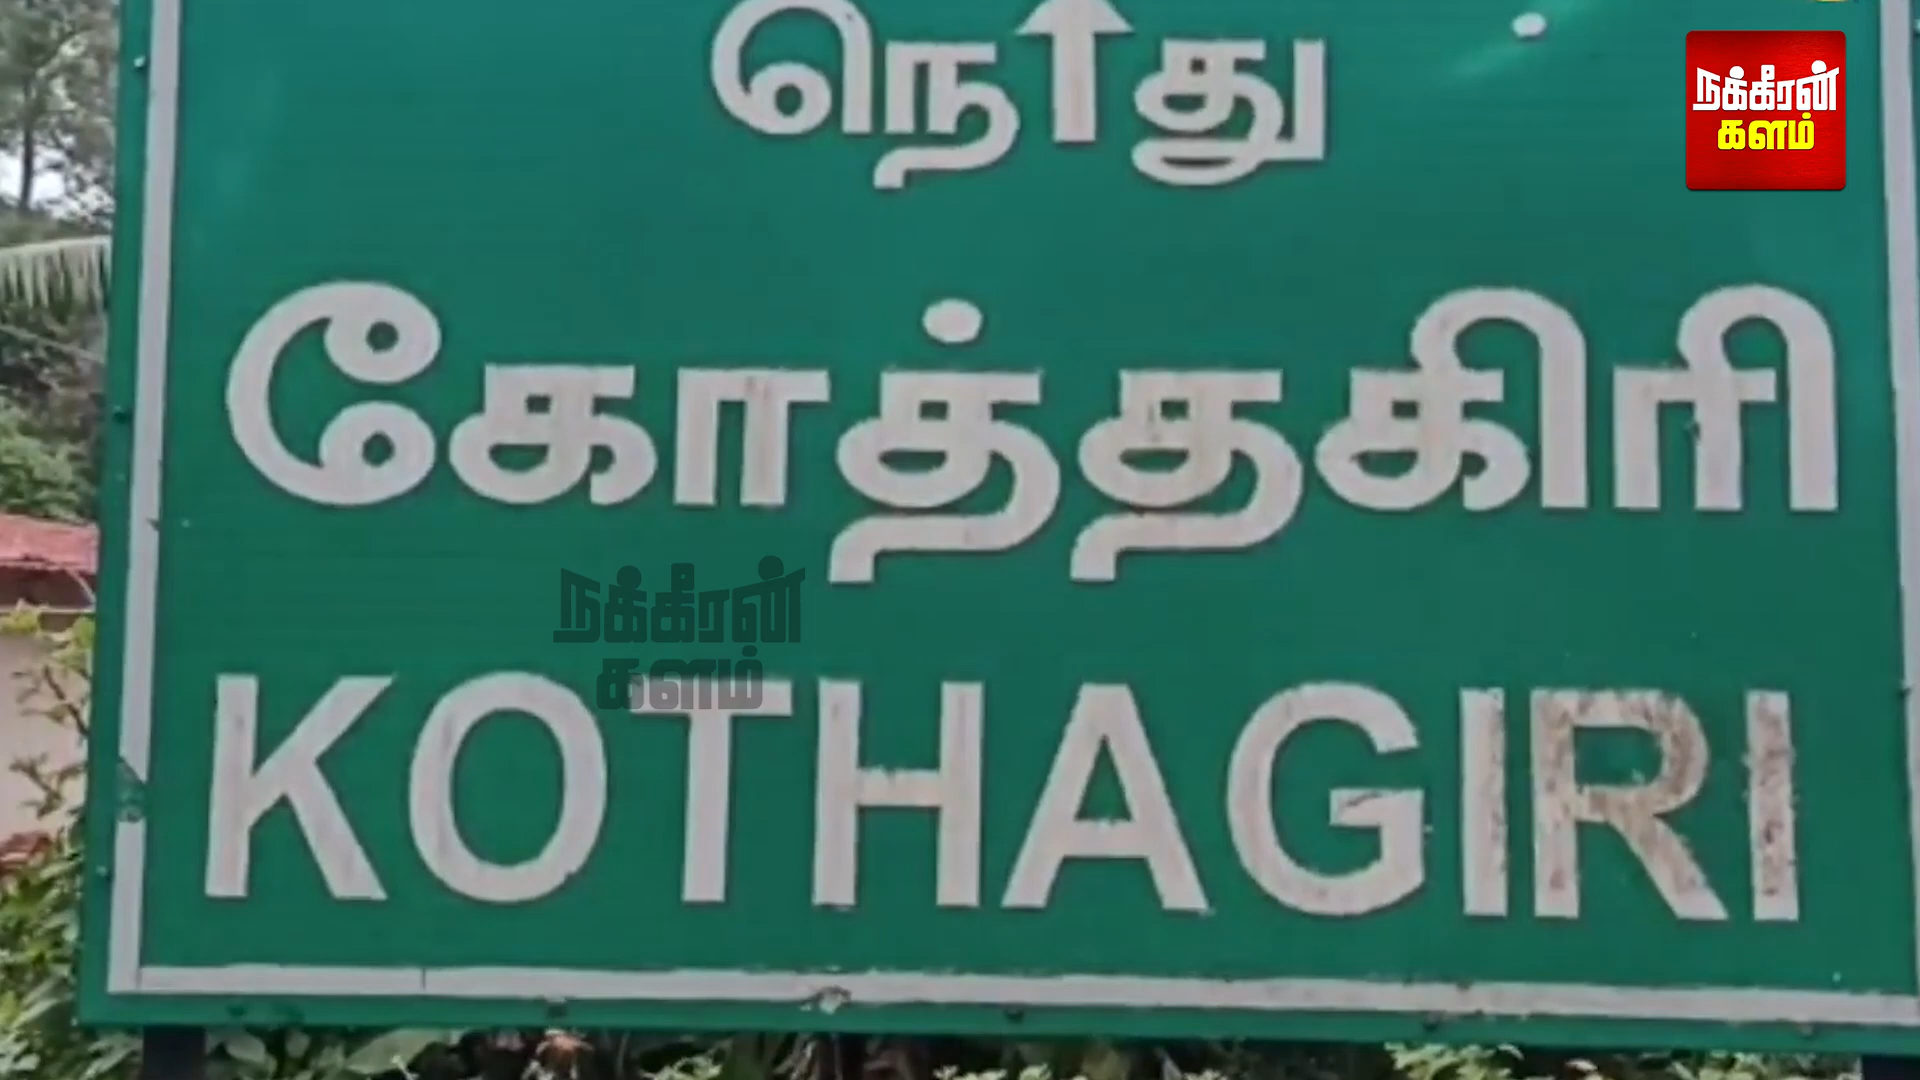 நெடு
நக்கீரன்
களம்
கோத்தகிரி
நக்கீரன்
களம்
KOTHAGIRI